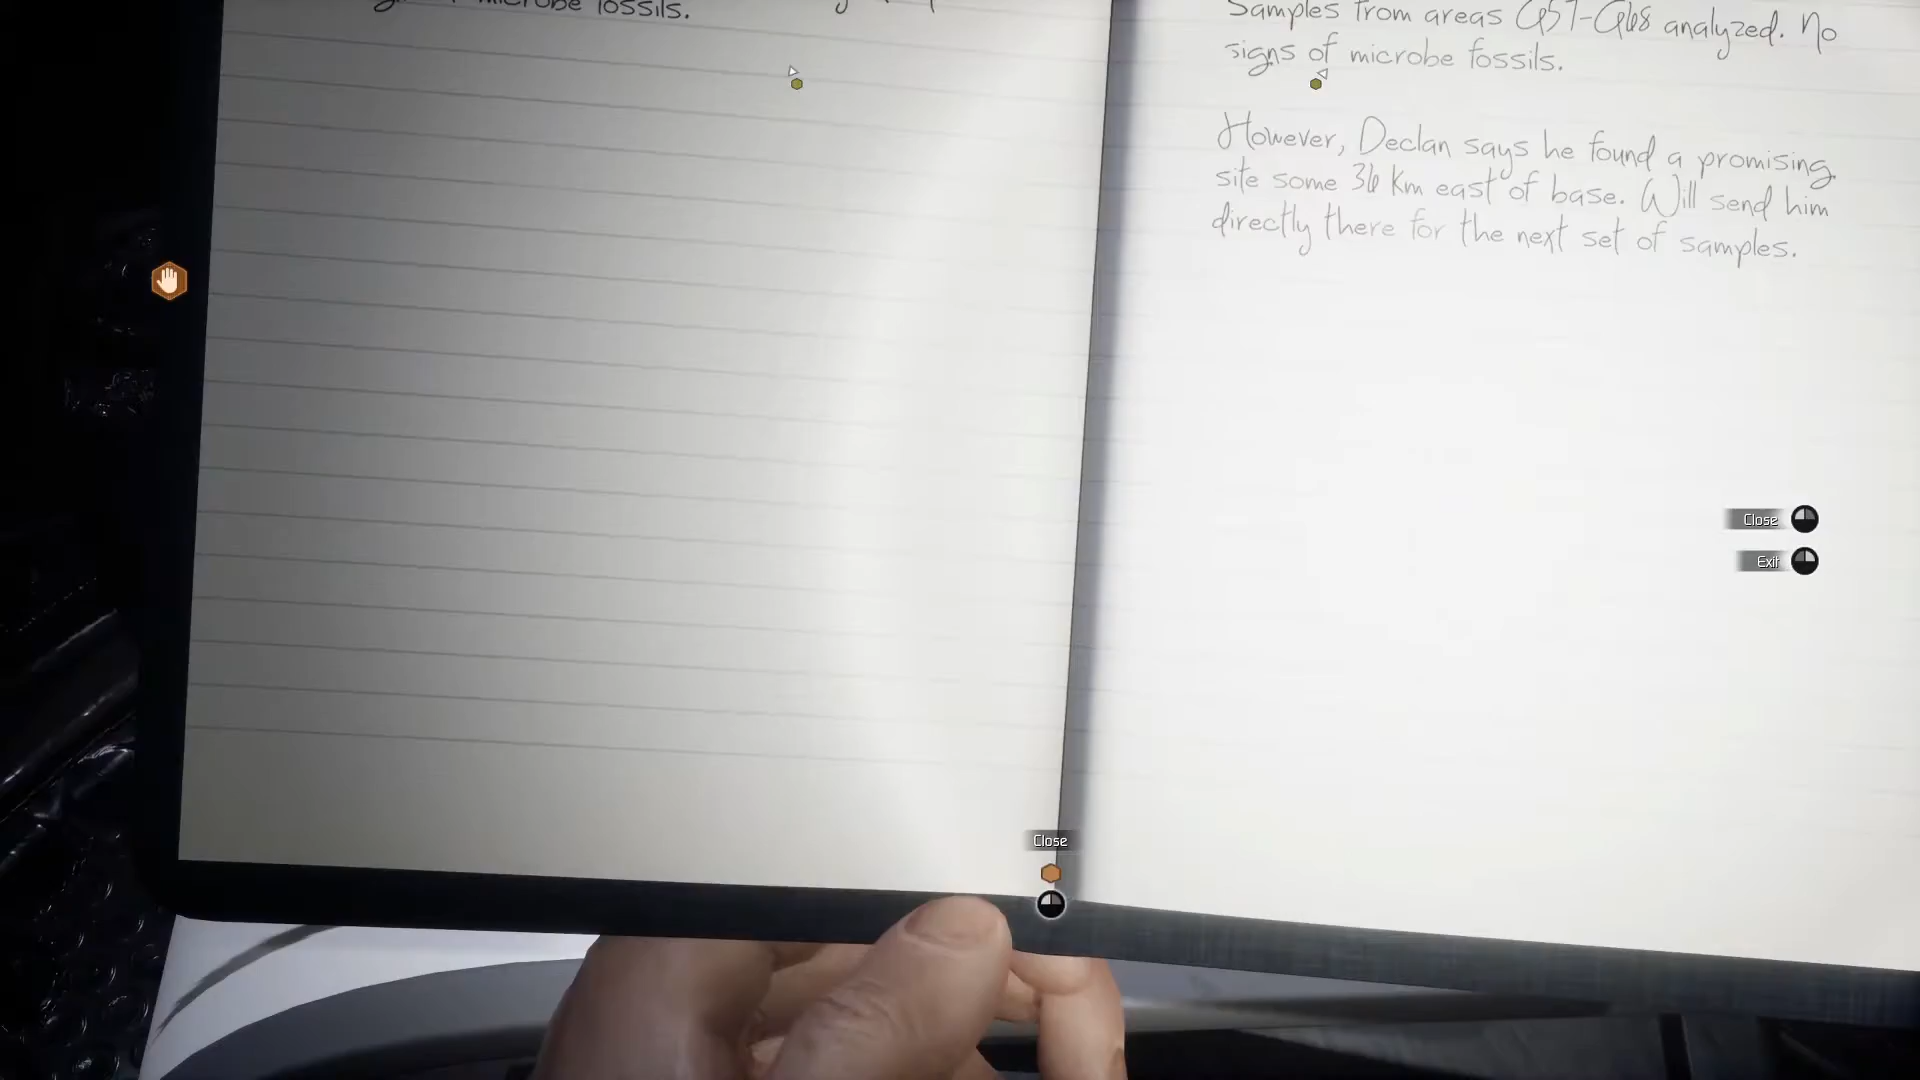 microbe fossils.
Samples from areas Q57-Q68 analyzed. No
signs of microbe fossils.
However, Declan says he found a promising
site some 36 km east of base. Will send him
directly there for the next set of samples.
Close
Exit
Close